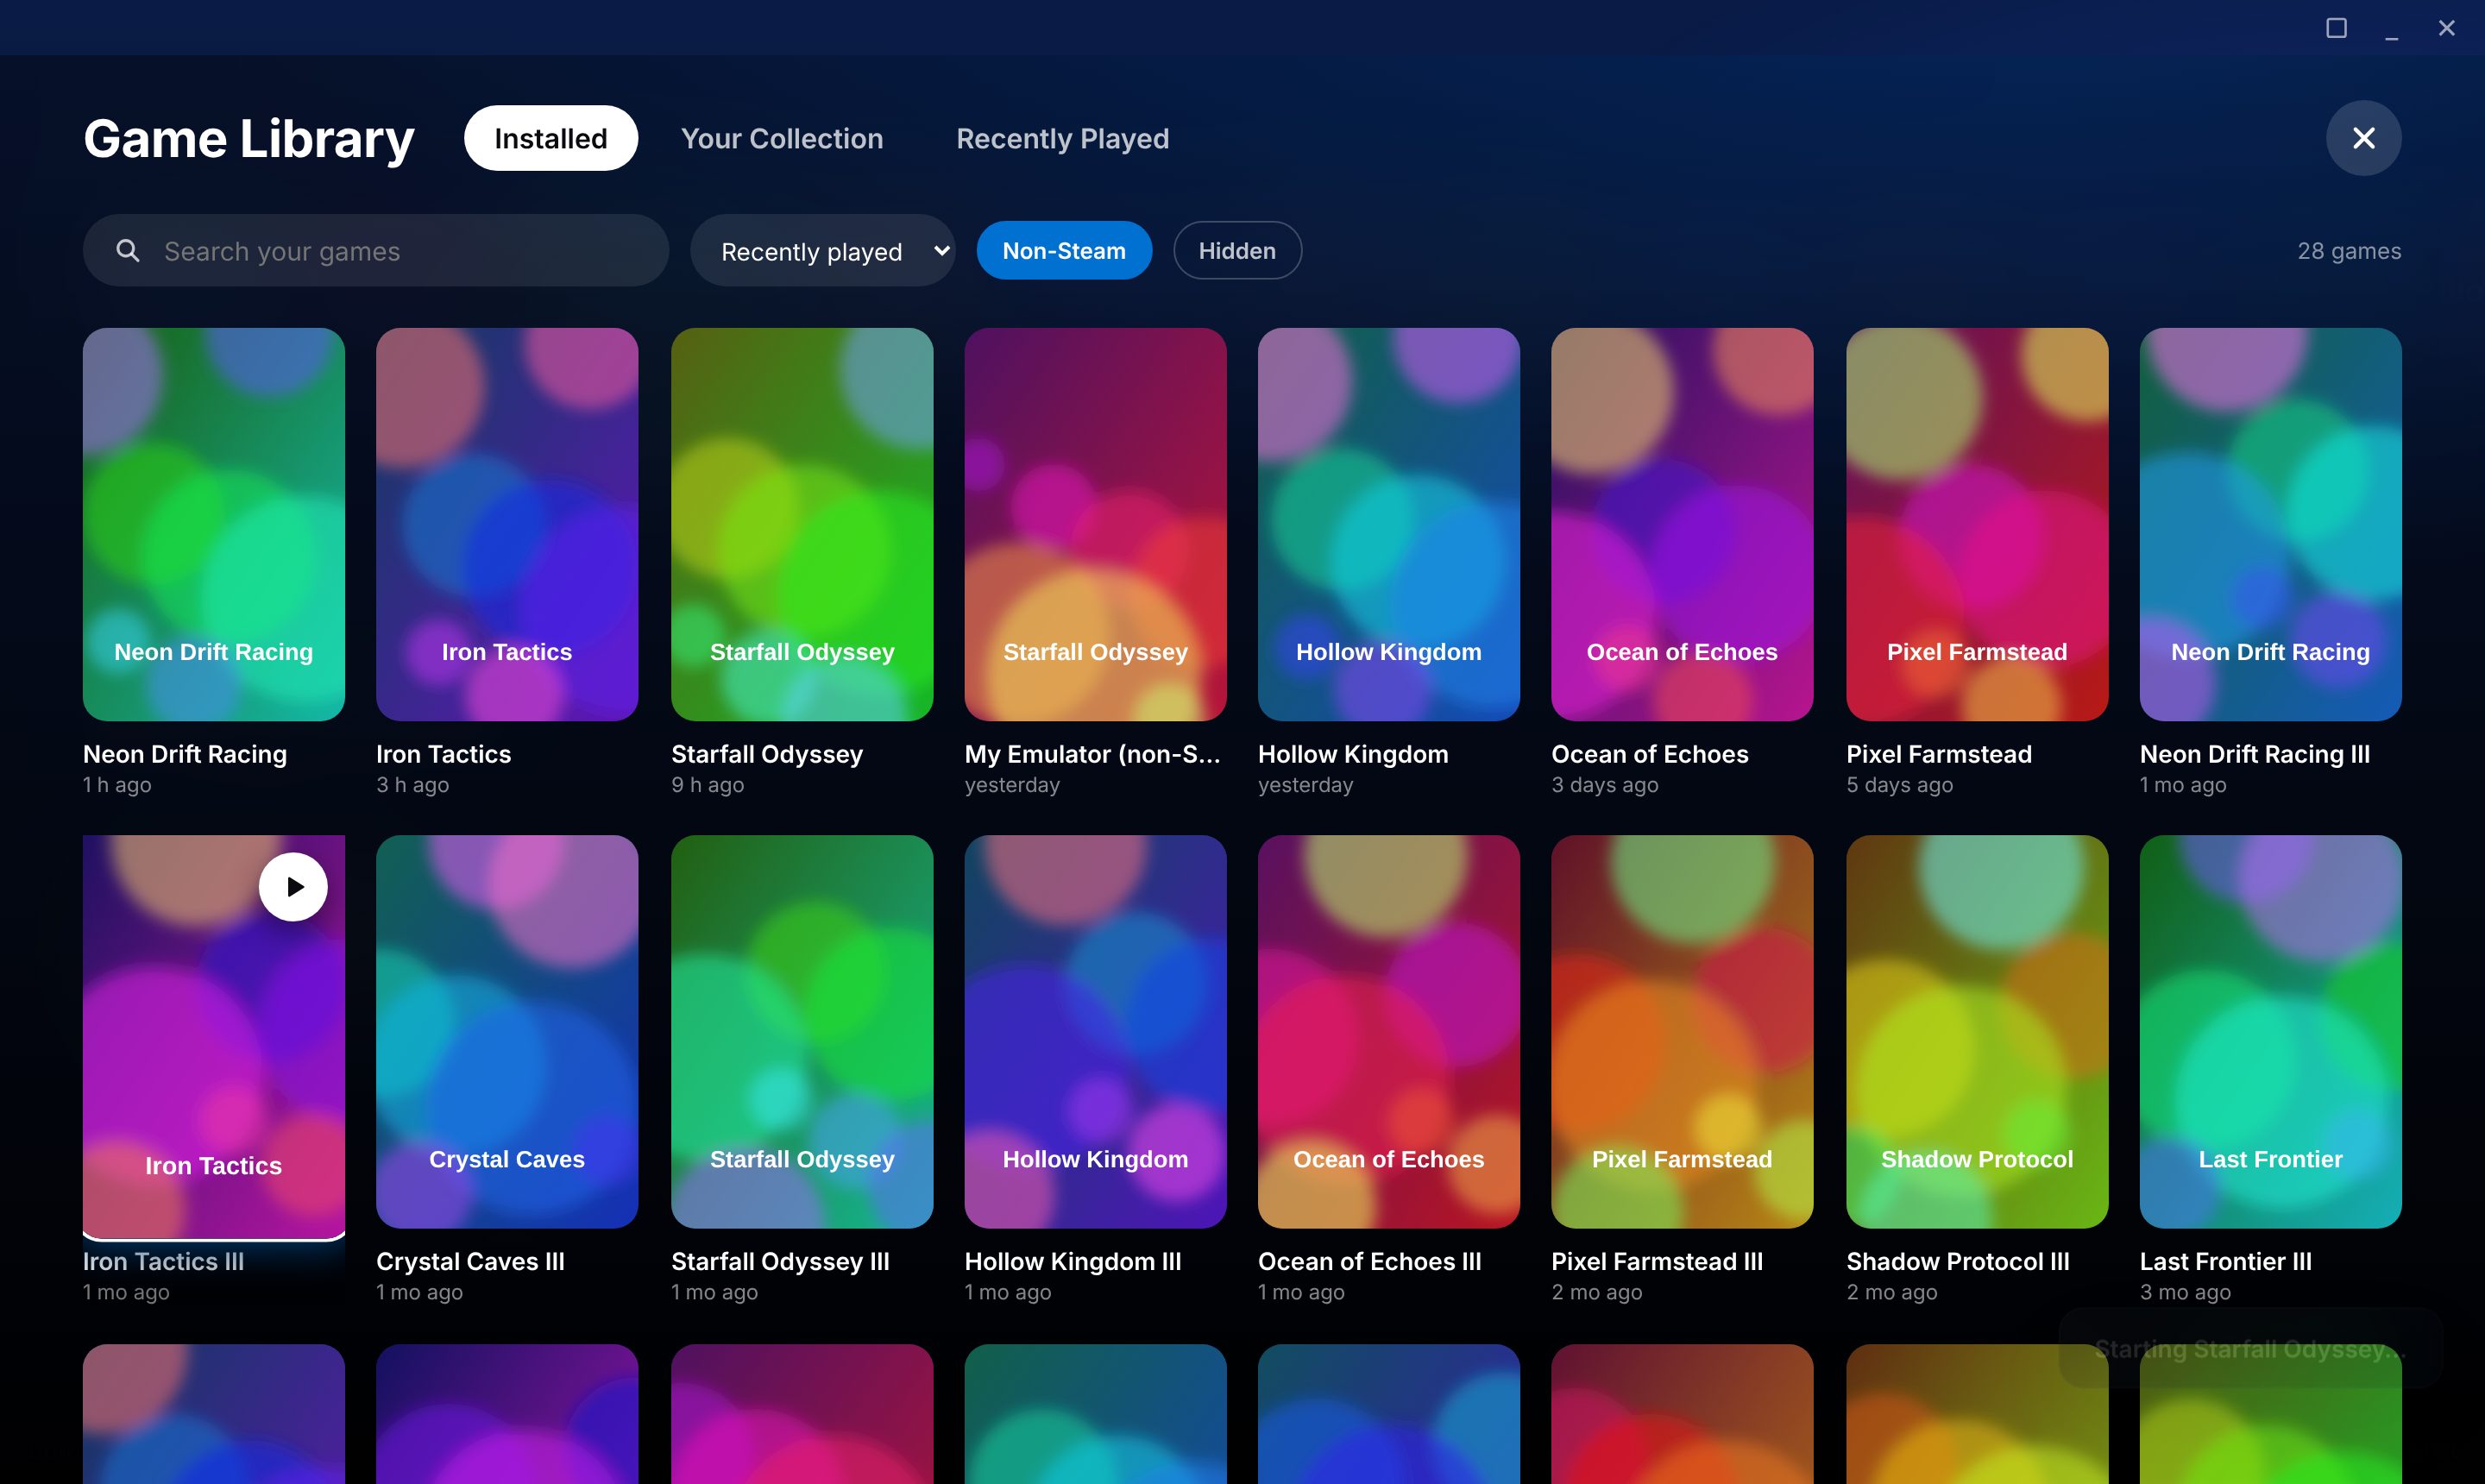 Game Library
Installed
Your Collection
Recently Played
Search your games
Recently played
Non-Steam
Hidden
28 games
Neon Drift Racing
Iron Tactics
Starfall Odyssey
Starfall Odyssey
Hollow Kingdom
Ocean of Echoes
Pixel Farmstead
Neon Drift Racing
Neon Drift Racing
Iron Tactics
Starfall Odyssey
My Emulator (non-S...
Hollow Kingdom
Ocean of Echoes
Pixel Farmstead
Neon Drift Racing III
1 h ago
3 h ago
9 h ago
yesterday
yesterday
3 days ago
5 days ago
1 mo ago
Iron Tactics
Crystal Caves
Starfall Odyssey
Hollow Kingdom
Ocean of Echoes
Pixel Farmstead
Shadow Protocol
Last Frontier
Iron Tactics III
Crystal Caves III
Starfall Odyssey III
Hollow Kingdom III
Ocean of Echoes III
Pixel Farmstead III
Shadow Protocol III
Last Frontier III
1 mo ago
1 mo ago
1 mo ago
1 mo ago
1 mo ago
2 mo ago
2 mo ago
3 mo ago
Starting Starfall Odyssey...